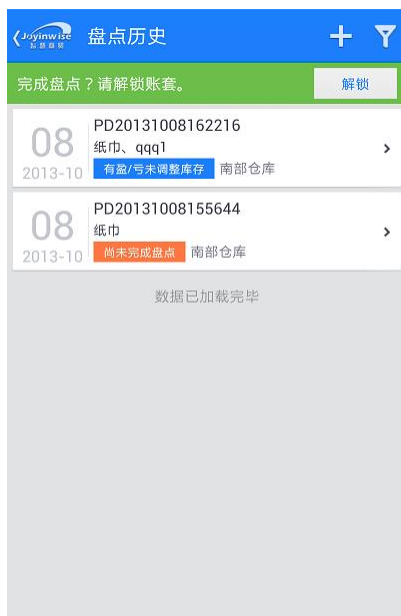 Joyinwise
盘点历史
完成盘点？请解锁账套。
解锁
08
2013-10
PD20131008162216
纸巾、qqq1
有盈/亏未调整库存 南部仓库
08
2013-10
PD20131008155644
纸巾
尚未完成盘点 南部仓库
数据已加载完毕